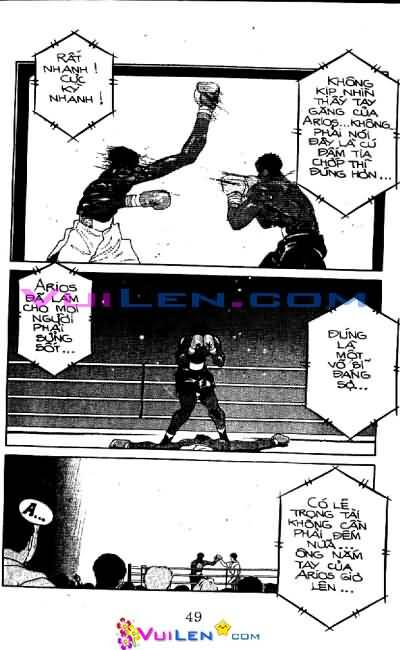 RẤT
NHANH!
CỰC
KỲ
NHANH!
KHÔNG
KỊP NHÌN
THẤY TAY
GĂNG CỦA
ARIOS...KHÔNG
PHẢI NÓI
ĐÂY LÀ CÚ
ĐẤM TIA
CHỚP THÌ
ĐÚNG HƠN...
ARIOS
ĐÃ LÀM
CHO MỌI
NGƯỜI
PHẢI
SỬNG
SỐT...
VUILEN.COM
ĐÚNG
LÀ
MỘT
VÕ SĨ
ĐÁNG
SỢ...
A...
CÓ LẼ
TRỌNG TÀI
KHÔNG CẦN
PHẢI ĐẾM
NỮA...
ÔNG NẮM
TAY CỦA
ARIOS GIƠ
LÊN...
49
VUILEN.COM